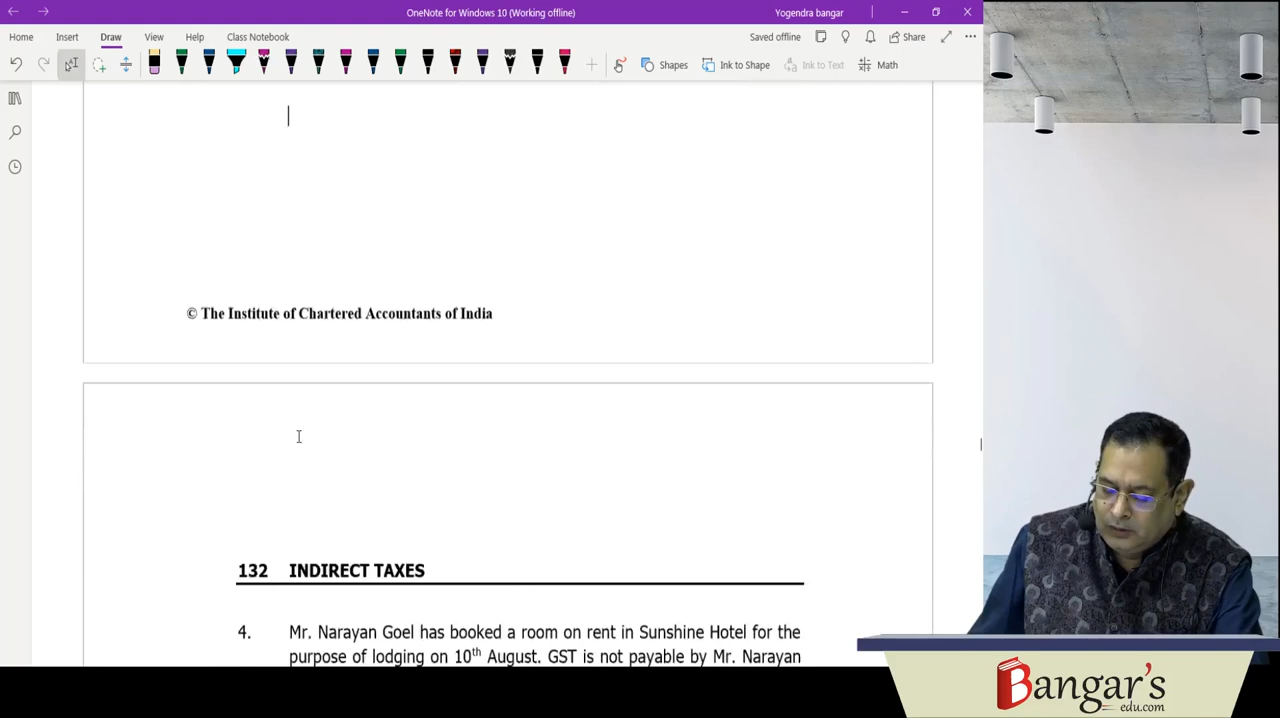 OneNote for Windows 10 (Working offline)
Yogendra bangar
Home Insert Draw View Help Class Notebook
Saved offline
Share
Shapes
Ink to Shape
Ink to Text
Math
© The Institute of Chartered Accountants of India
132 INDIRECT TAXES
4. Mr. Narayan Goel has booked a room on rent in Sunshine Hotel for the
purpose of lodging on 10th August. GST is not payable by Mr. Narayan
Bangar's
edu.com